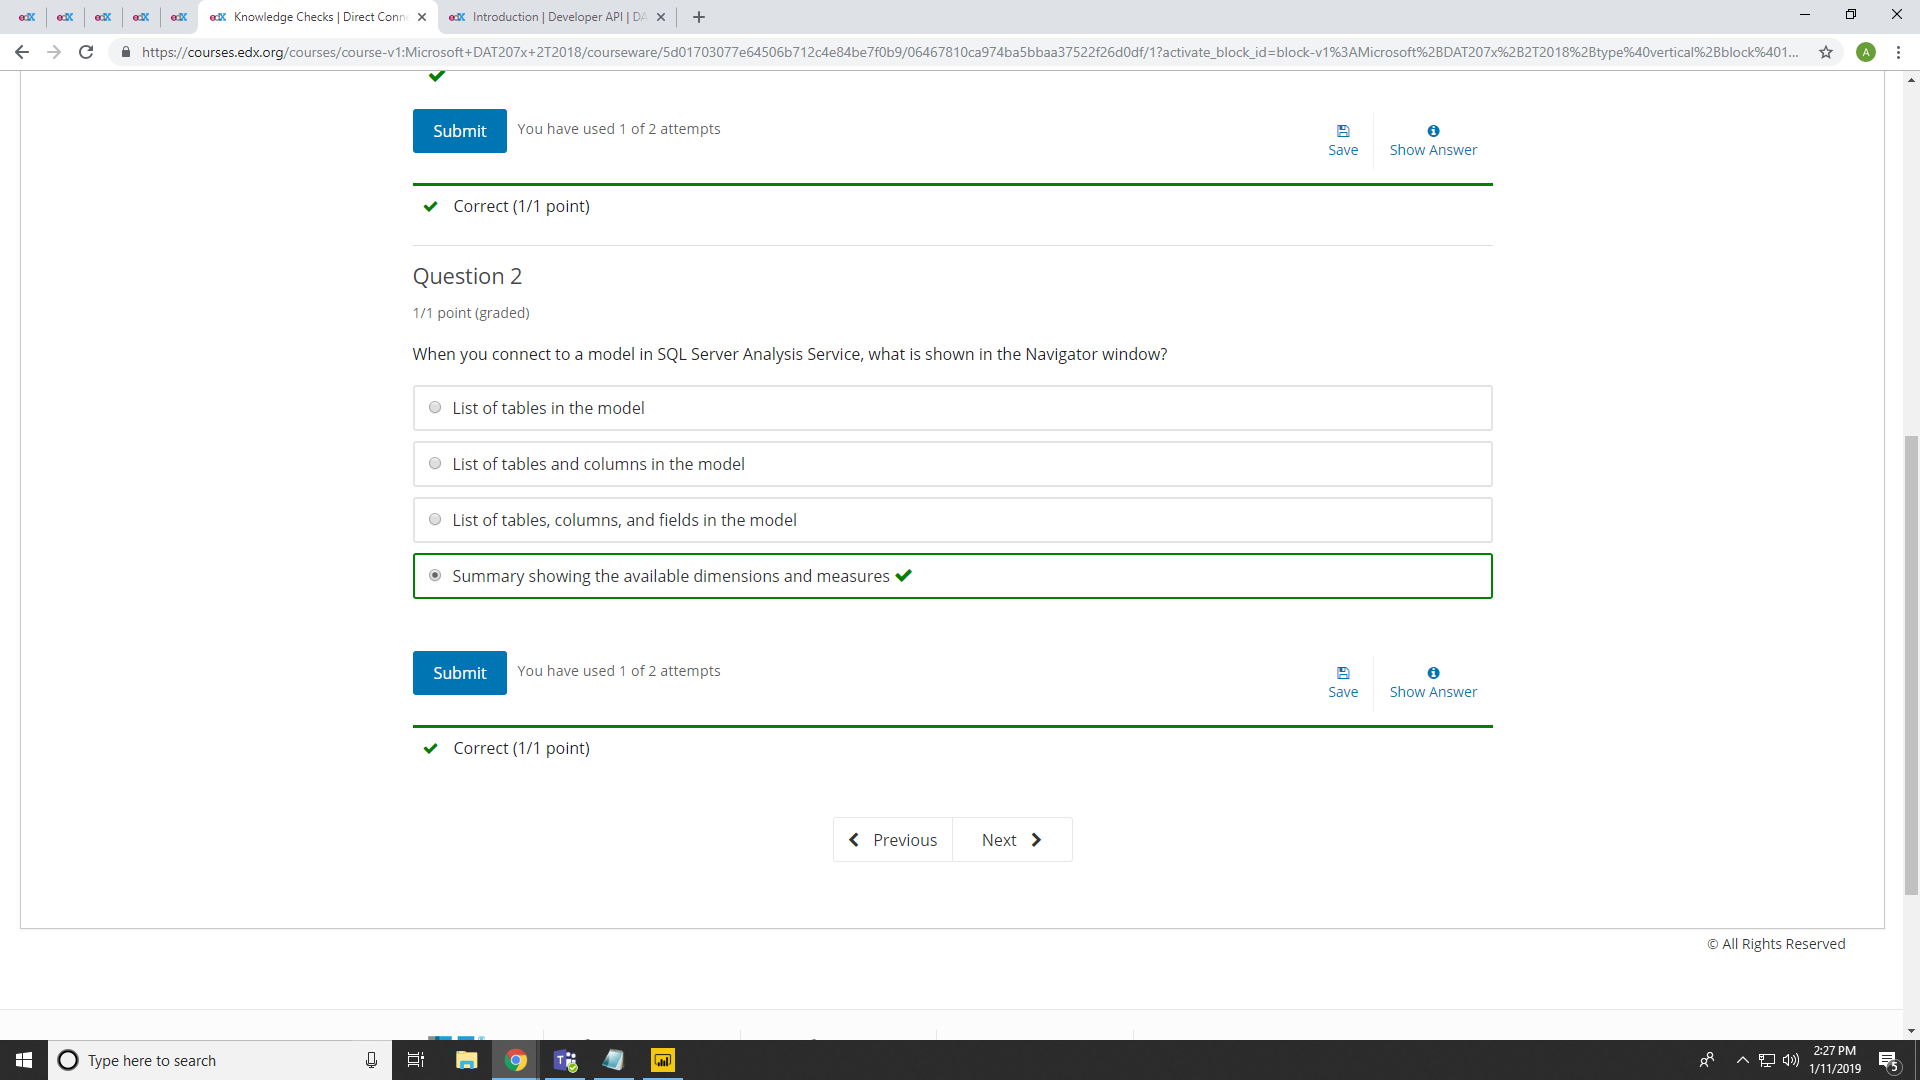 edX
edX
edX
edX
edX
edX Knowledge Checks | Direct Conne
edX Introduction | Developer API | DA
https://courses.edx.org/courses/course-v1:Microsoft+DAT207x+2T2018/courseware/5d01703077e64506b712c4e84be7f0b9/06467810ca974ba5bbaa37522f26d0df/1?activate_block_id=block-v1%3AMicrosoft%2BDAT207x%2B2T2018%2Btype%40vertical%2Bblock%401...
A
Submit You have used 1 of 2 attempts
Save Show Answer
Correct (1/1 point)
Question 2
1/1 point (graded)
When you connect to a model in SQL Server Analysis Service, what is shown in the Navigator window?
List of tables in the model
List of tables and columns in the model
List of tables, columns, and fields in the model
Summary showing the available dimensions and measures
Submit You have used 1 of 2 attempts
Save Show Answer
Correct (1/1 point)
Previous Next
© All Rights Reserved
Type here to search
2:27 PM
1/11/2019
5